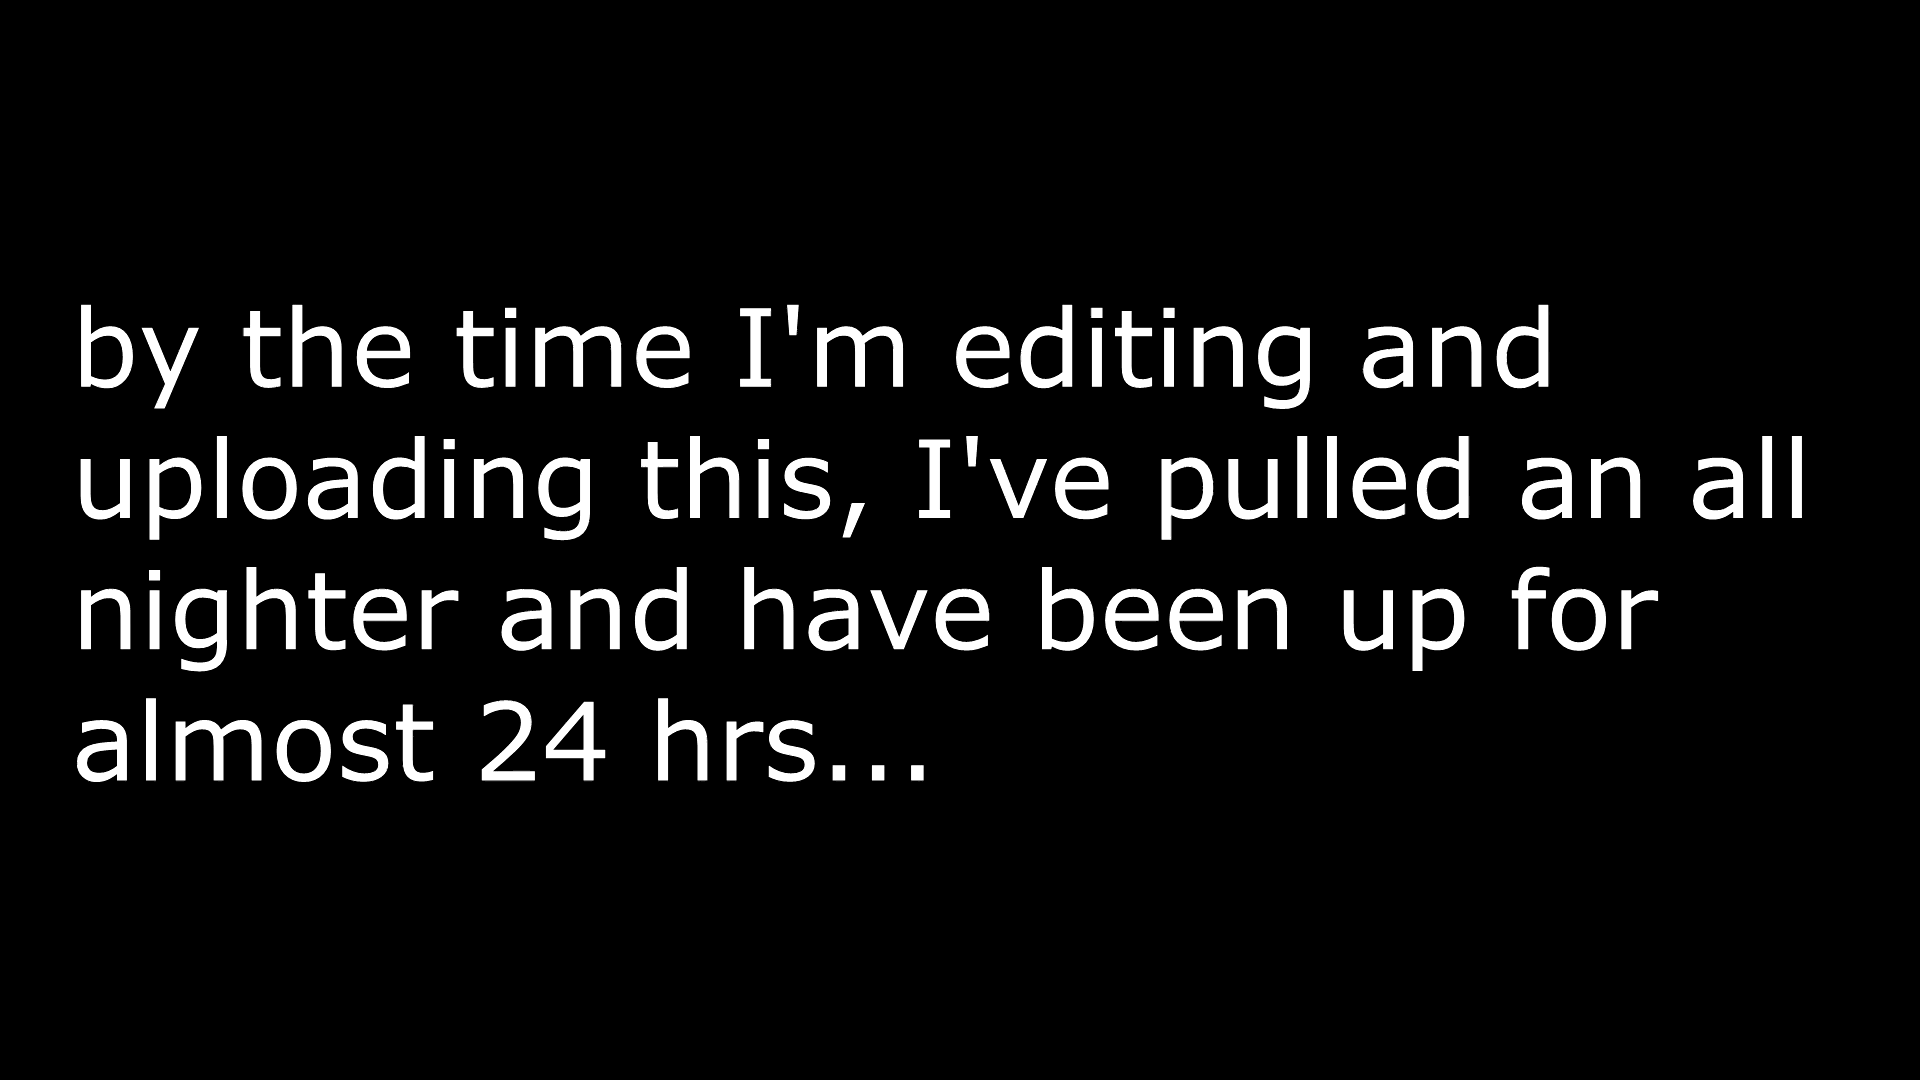 by the time I'm editing and
uploading this, I've pulled an all
nighter and have been up for
almost 24 hrs...